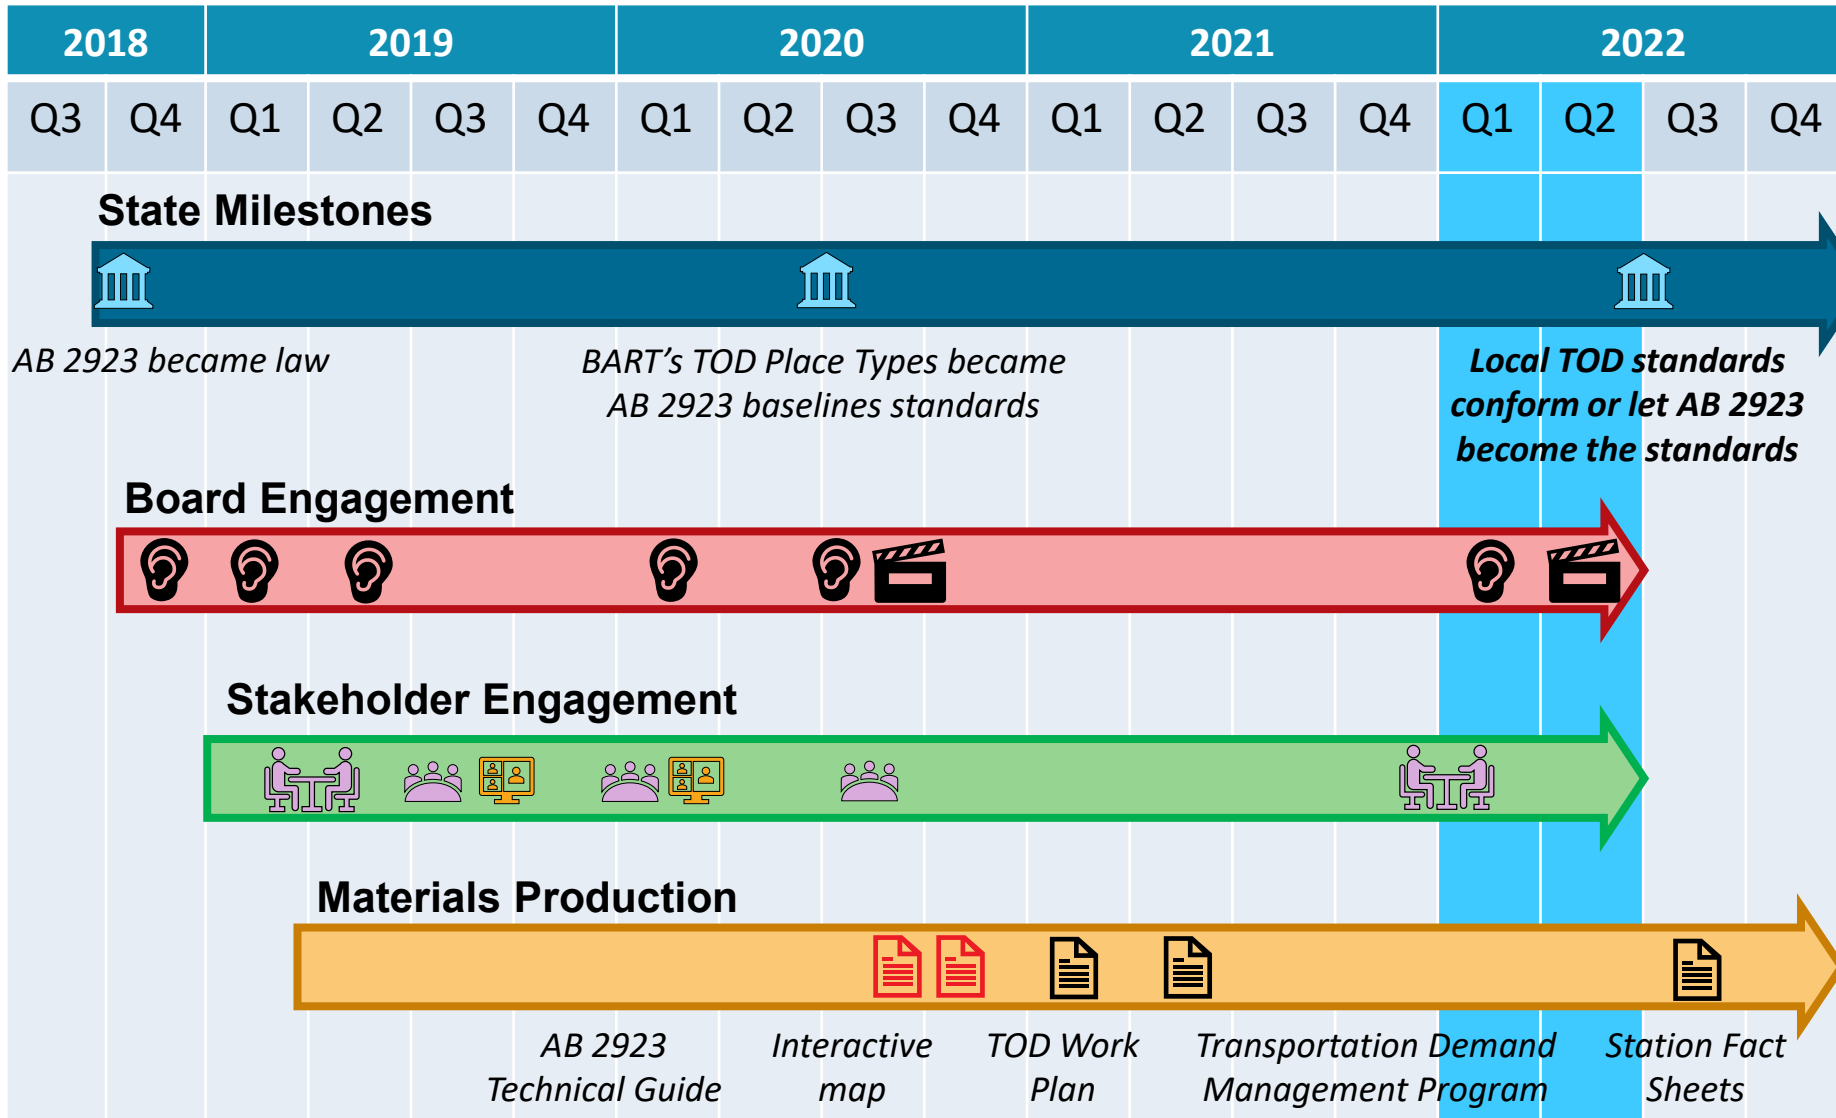 2018 2019 2020 2021 2022
Q3 Q4 Q1 Q2 Q3 Q4 Q1 Q2 Q3 Q4 Q1 Q2 Q3 Q4 Q1 Q2 Q3 Q4
State Milestones
AB 2923 became law
BART’s TOD Place Types became
AB 2923 baselines standards
Local TOD standards
conform or let AB 2923
become the standards
Board Engagement
Stakeholder Engagement
Materials Production
AB 2923
Technical Guide
Interactive
map
TOD Work
Plan
Transportation Demand
Management Program
Station Fact
Sheets